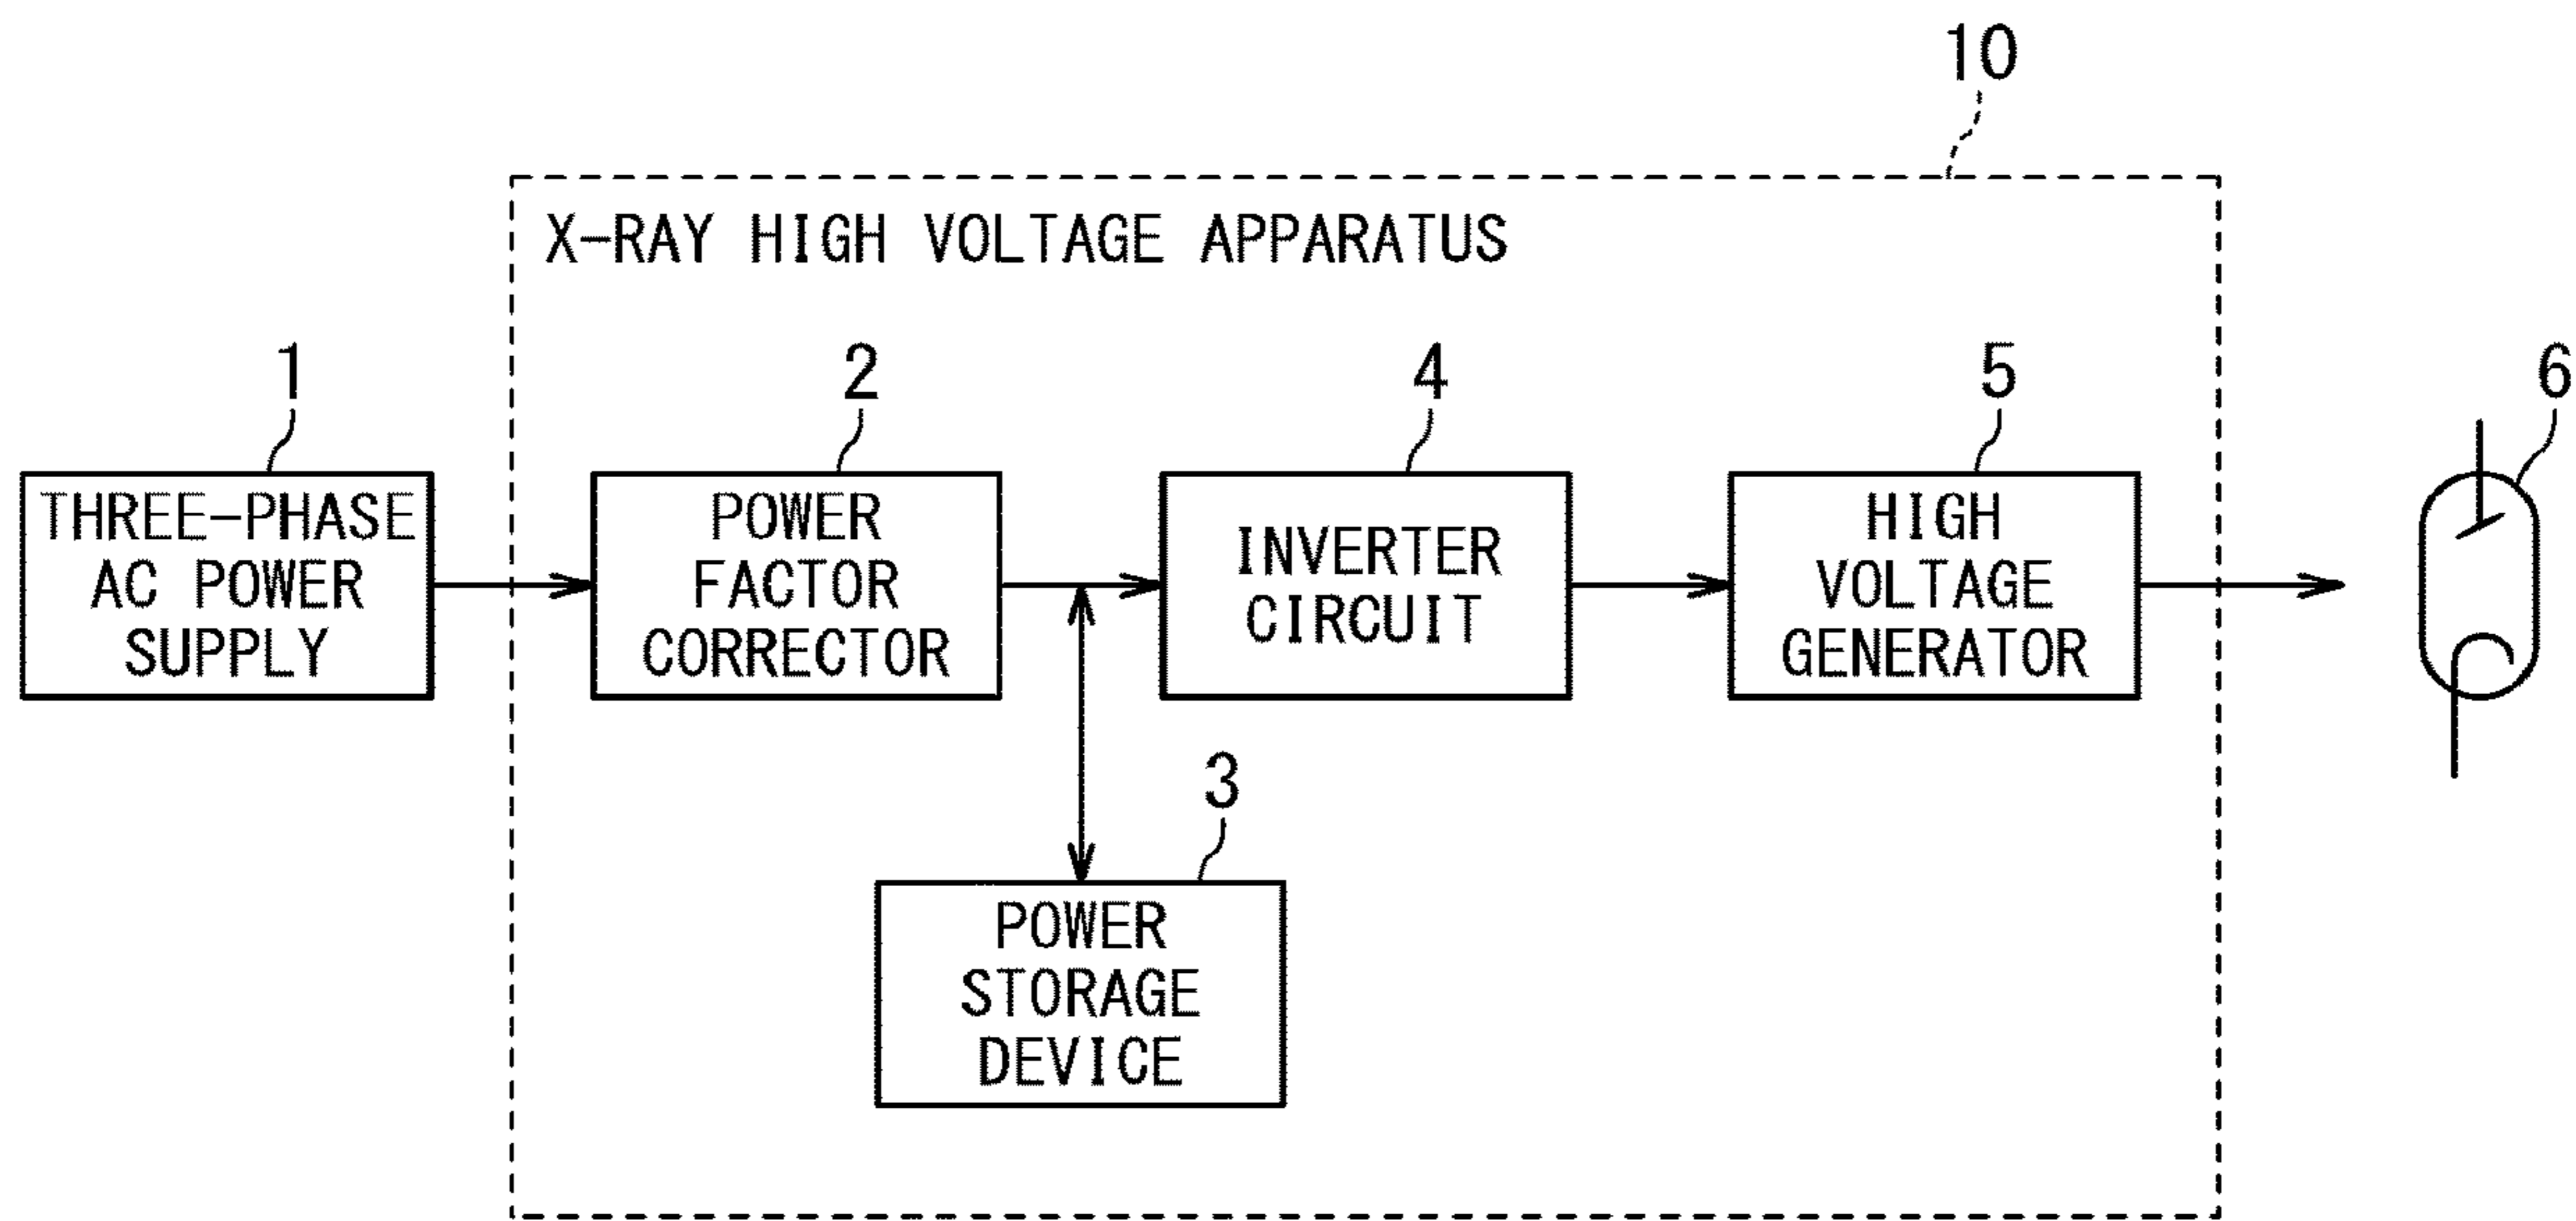 10
X-RAY HIGH VOLTAGE APPARATUS
1
THREE-PHASE
AC POWER
SUPPLY
2
POWER
FACTOR
CORRECTOR
4
INVERTER
CIRCUIT
5
HIGH
VOLTAGE
GENERATOR
6
3
POWER
STORAGE
DEVICE